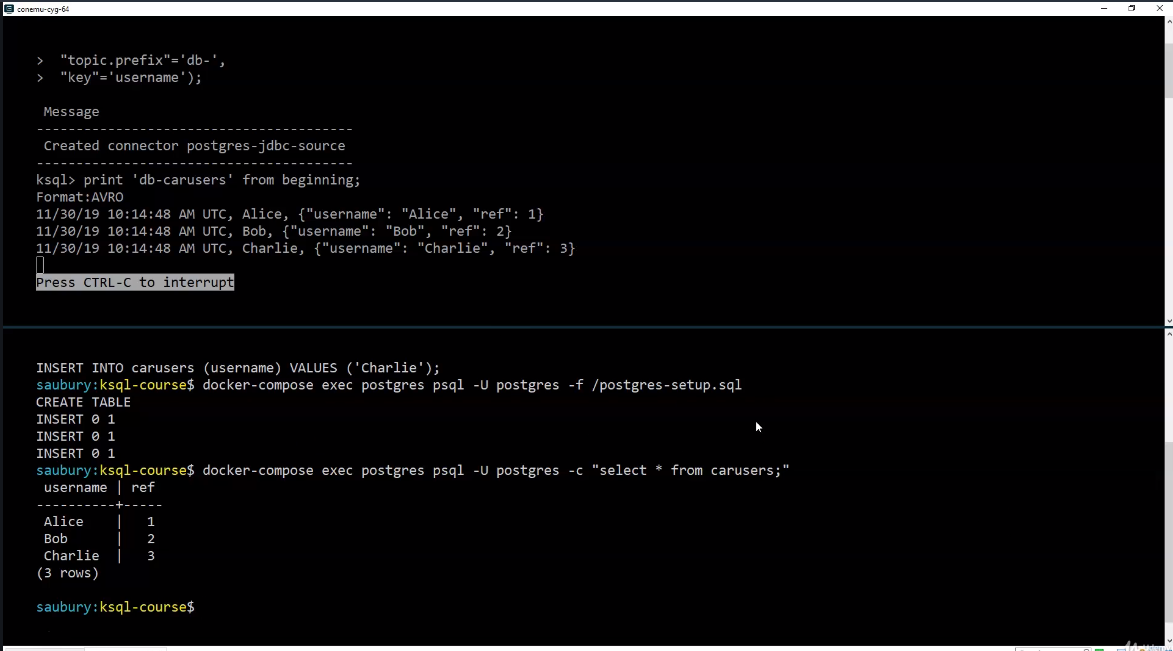 conemu-cyg-64
>  "topic.prefix"='db-',
>  "key"='username');
Message
----------------------------------------
Created connector postgres-jdbc-source
----------------------------------------
ksql> print 'db-carusers' from beginning;
Format:AVRO
11/30/19 10:14:48 AM UTC, Alice, {"username": "Alice", "ref": 1}
11/30/19 10:14:48 AM UTC, Bob, {"username": "Bob", "ref": 2}
11/30/19 10:14:48 AM UTC, Charlie, {"username": "Charlie", "ref": 3}
Press CTRL-C to interrupt
INSERT INTO carusers (username) VALUES ('Charlie');
saubury:ksql-course$ docker-compose exec postgres psql -U postgres -f /postgres-setup.sql
CREATE TABLE
INSERT 0 1
INSERT 0 1
INSERT 0 1
saubury:ksql-course$ docker-compose exec postgres psql -U postgres -c "select * from carusers;"
username | ref
----------+-----
Alice    |   1
Bob      |   2
Charlie  |   3
(3 rows)
saubury:ksql-course$